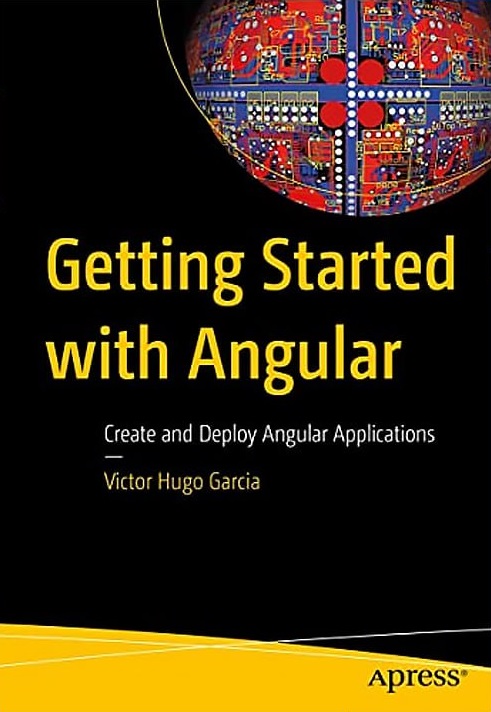 Getting Started
with Angular
Create and Deploy Angular Applications
Victor Hugo Garcia
Apress®